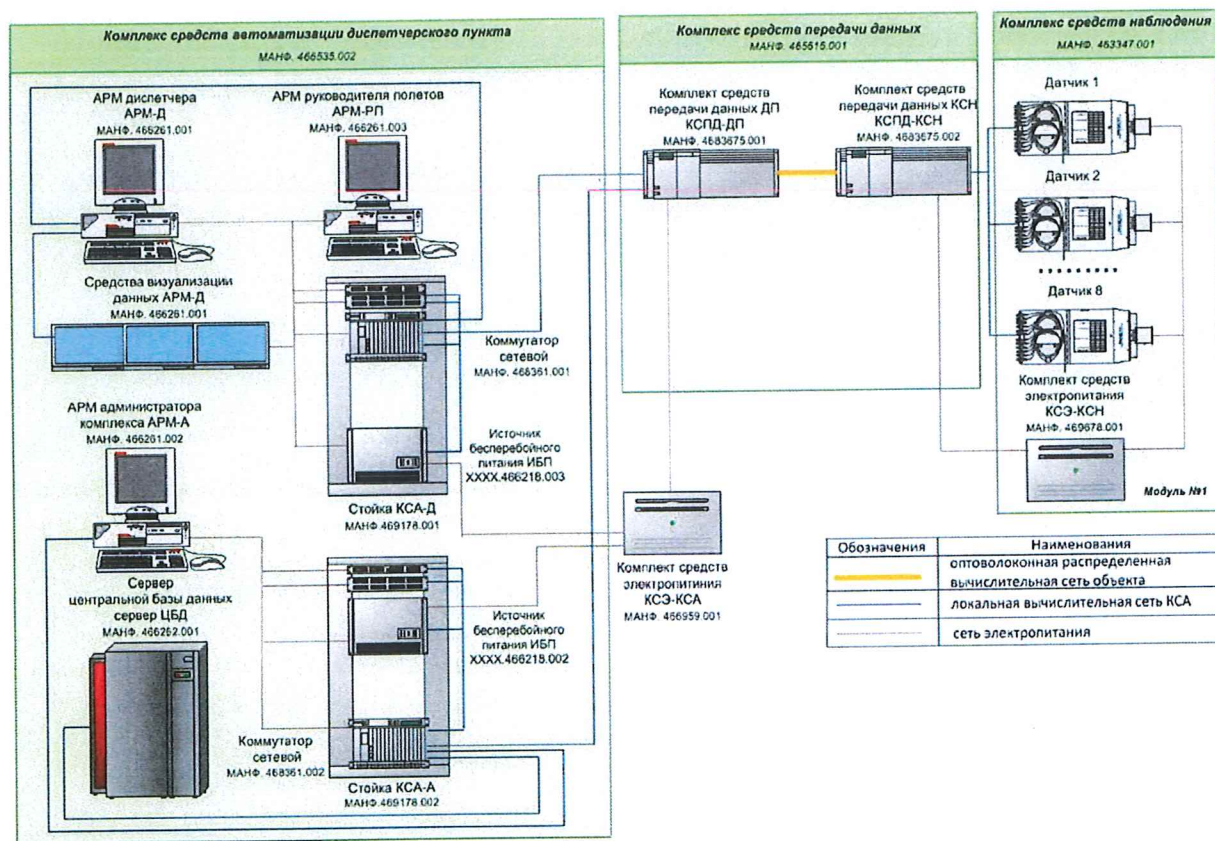 Комплекс средств автоматизации диспетчерского пункта
МАНФ. 466535.002
АРМ диспетчера
АРМ-Д
МАНФ. 466261.001
АРМ руководителя полетов
АРМ-РП
МАНФ. 466261.003
Средства визуализации
данных АРМ-Д
МАНФ. 466261.001
Коммутатор
сетевой
МАНФ. 468361.001
АРМ администратора
комплекса АРМ-А
МАНФ. 466261.002
Источник
бесперебойного
питания ИБП
ХХХХ.466218.003
Стойка КСА-Д
МАНФ. 469178.001
Сервер
центральной базы данных
сервер ЦБД
МАНФ. 466262.001
Источник
бесперебойного
питания ИБП
ХХХХ.466218.002
Коммутатор
сетевой
МАНФ. 468361.002
Стойка КСА-А
МАНФ. 469178.002
Комплекс средств передачи данных
МАНФ. 465615.001
Комплект средств
передачи данных ДП
КСПД-ДП
МАНФ. 4683675.001
Комплект средств
передачи данных КСН
КСПД-КСН
МАНФ. 4683675.002
Комплект средств
электропитиния
КСЭ-КСА
МАНФ. 466959.001
Комплекс средств наблюдения
МАНФ. 463347.001
Датчик 1
Датчик 2
Датчик 8
Комплект средств
электропитания
КСЭ-КСН
МАНФ. 469678.001
Модуль №1
Обозначения
Наименования
оптоволоконная распределенная
вычислительная сеть объекта
локальная вычислительная сеть КСА
сеть электропитания